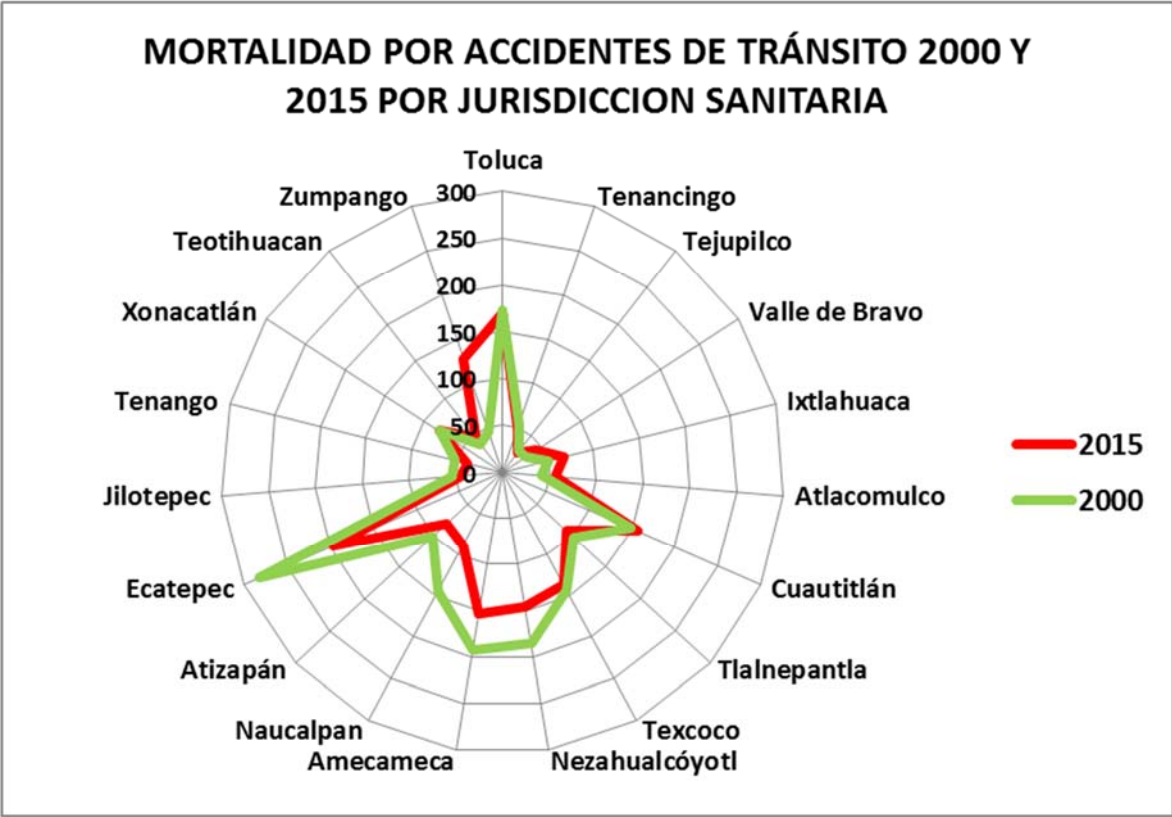 MORTALIDAD POR ACCIDENTES DE TRÁNSITO 2000 Y
2015 POR JURISDICCION SANITARIA
Toluca
Tenancingo
Tejupilco
Valle de Bravo
Ixtlahuaca
Atlacomulco
Cuautitlán
Tlalnepantla
Texcoco
Nezahualcóyotl
Amecameca
Naucalpan
Atizapán
Ecatepec
Jilotepec
Tenango
Xonacatlán
Teotihuacan
Zumpango
300
250
200
150
100
50
0
2015
2000